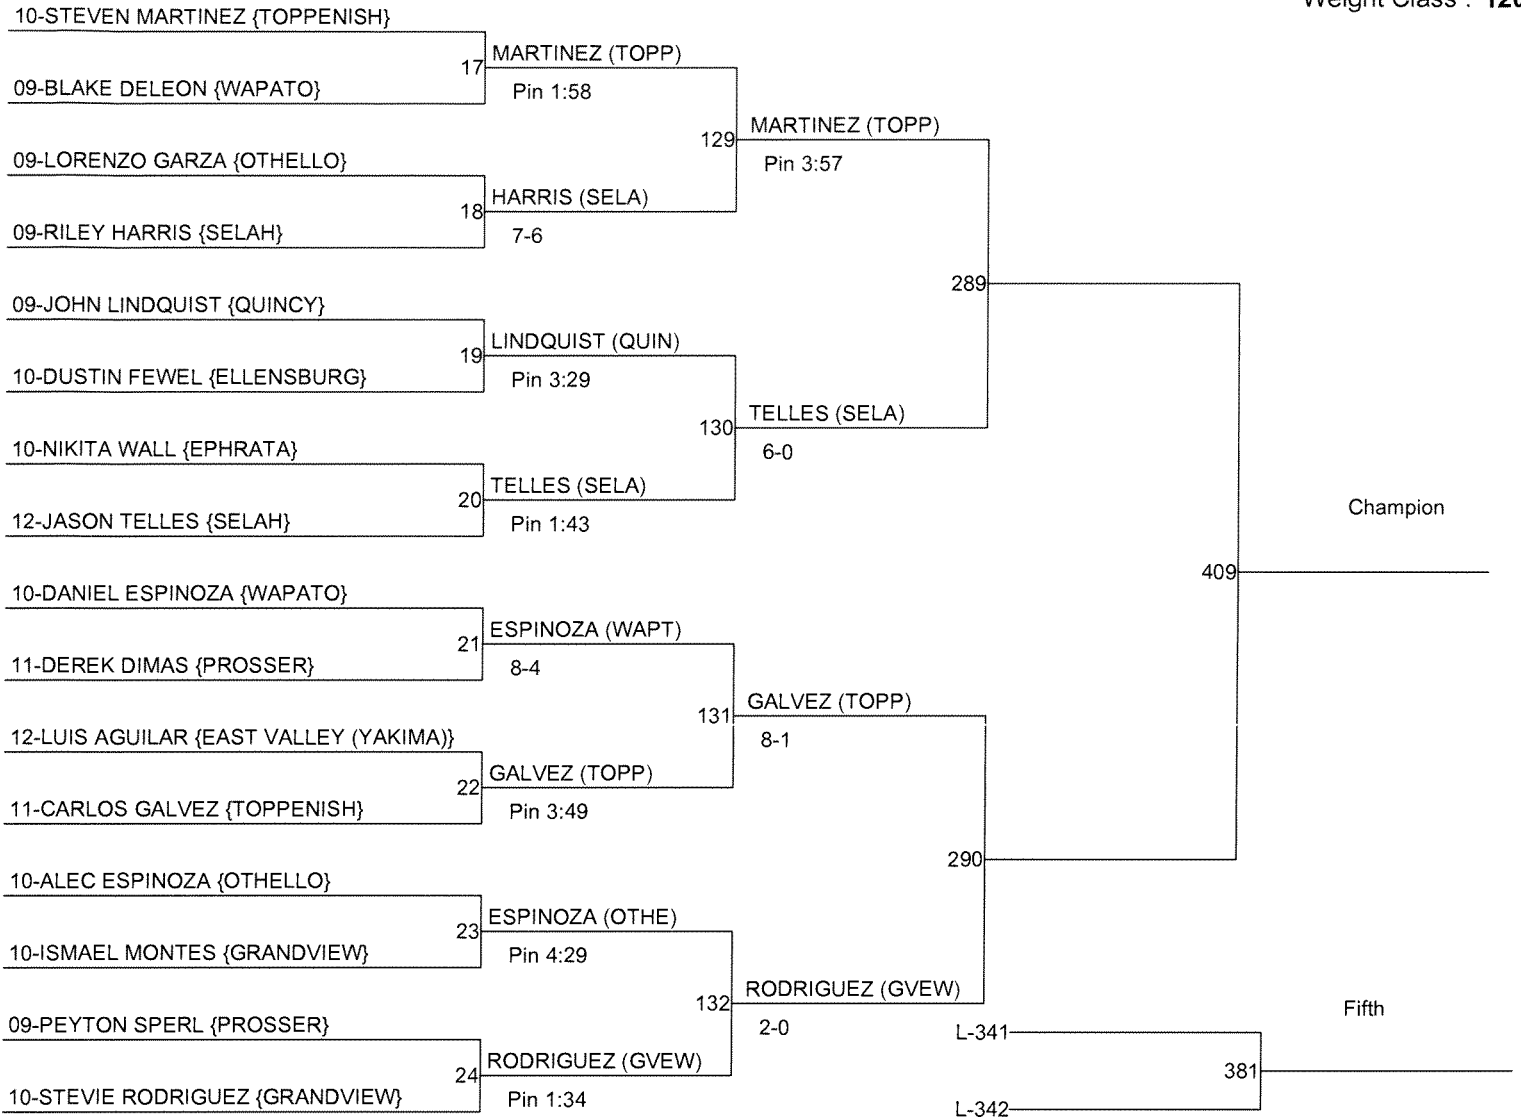 Weight Class : 120
10-STEVEN MARTINEZ {TOPPENISH}
17
MARTINEZ (TOPP)
09-BLAKE DELEON {WAPATO}
Pin 1:58
129
MARTINEZ (TOPP)
09-LORENZO GARZA {OTHELLO}
Pin 3:57
18
HARRIS (SELA)
09-RILEY HARRIS {SELAH}
7-6
289
09-JOHN LINDQUIST {QUINCY}
19
LINDQUIST (QUIN)
10-DUSTIN FEWEL {ELLENSBURG}
Pin 3:29
130
TELLES (SELA)
10-NIKITA WALL {EPHRATA}
6-0
20
TELLES (SELA)
12-JASON TELLES {SELAH}
Pin 1:43
Champion
409
10-DANIEL ESPINOZA {WAPATO}
21
ESPINOZA (WAPT)
11-DEREK DIMAS {PROSSER}
8-4
131
GALVEZ (TOPP)
12-LUIS AGUILAR {EAST VALLEY (YAKIMA)}
8-1
22
GALVEZ (TOPP)
11-CARLOS GALVEZ {TOPPENISH}
Pin 3:49
290
10-ALEC ESPINOZA {OTHELLO}
23
ESPINOZA (OTHE)
10-ISMAEL MONTES {GRANDVIEW}
Pin 4:29
132
RODRIGUEZ (GVEW)
09-PEYTON SPERL {PROSSER}
2-0
24
RODRIGUEZ (GVEW)
10-STEVIE RODRIGUEZ {GRANDVIEW}
Pin 1:34
Fifth
L-341
381
L-342